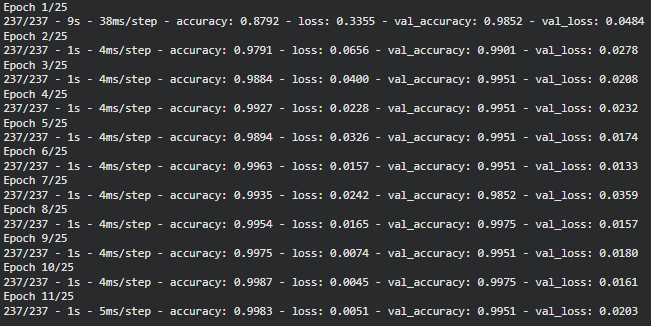 Epoch 1/25
237/237 - 9s - 38ms/step - accuracy: 0.8792 - loss: 0.3355 - val_accuracy: 0.9852 - val_loss: 0.0484
Epoch 2/25
237/237 - 1s - 4ms/step - accuracy: 0.9791 - loss: 0.0656 - val_accuracy: 0.9901 - val_loss: 0.0278
Epoch 3/25
237/237 - 1s - 4ms/step - accuracy: 0.9884 - loss: 0.0400 - val_accuracy: 0.9951 - val_loss: 0.0208
Epoch 4/25
237/237 - 1s - 4ms/step - accuracy: 0.9927 - loss: 0.0228 - val_accuracy: 0.9951 - val_loss: 0.0232
Epoch 5/25
237/237 - 1s - 4ms/step - accuracy: 0.9894 - loss: 0.0326 - val_accuracy: 0.9951 - val_loss: 0.0174
Epoch 6/25
237/237 - 1s - 4ms/step - accuracy: 0.9963 - loss: 0.0157 - val_accuracy: 0.9951 - val_loss: 0.0133
Epoch 7/25
237/237 - 1s - 4ms/step - accuracy: 0.9935 - loss: 0.0242 - val_accuracy: 0.9852 - val_loss: 0.0359
Epoch 8/25
237/237 - 1s - 4ms/step - accuracy: 0.9954 - loss: 0.0165 - val_accuracy: 0.9975 - val_loss: 0.0157
Epoch 9/25
237/237 - 1s - 4ms/step - accuracy: 0.9975 - loss: 0.0074 - val_accuracy: 0.9951 - val_loss: 0.0180
Epoch 10/25
237/237 - 1s - 4ms/step - accuracy: 0.9987 - loss: 0.0045 - val_accuracy: 0.9975 - val_loss: 0.0161
Epoch 11/25
237/237 - 1s - 5ms/step - accuracy: 0.9983 - loss: 0.0051 - val_accuracy: 0.9951 - val_loss: 0.0203